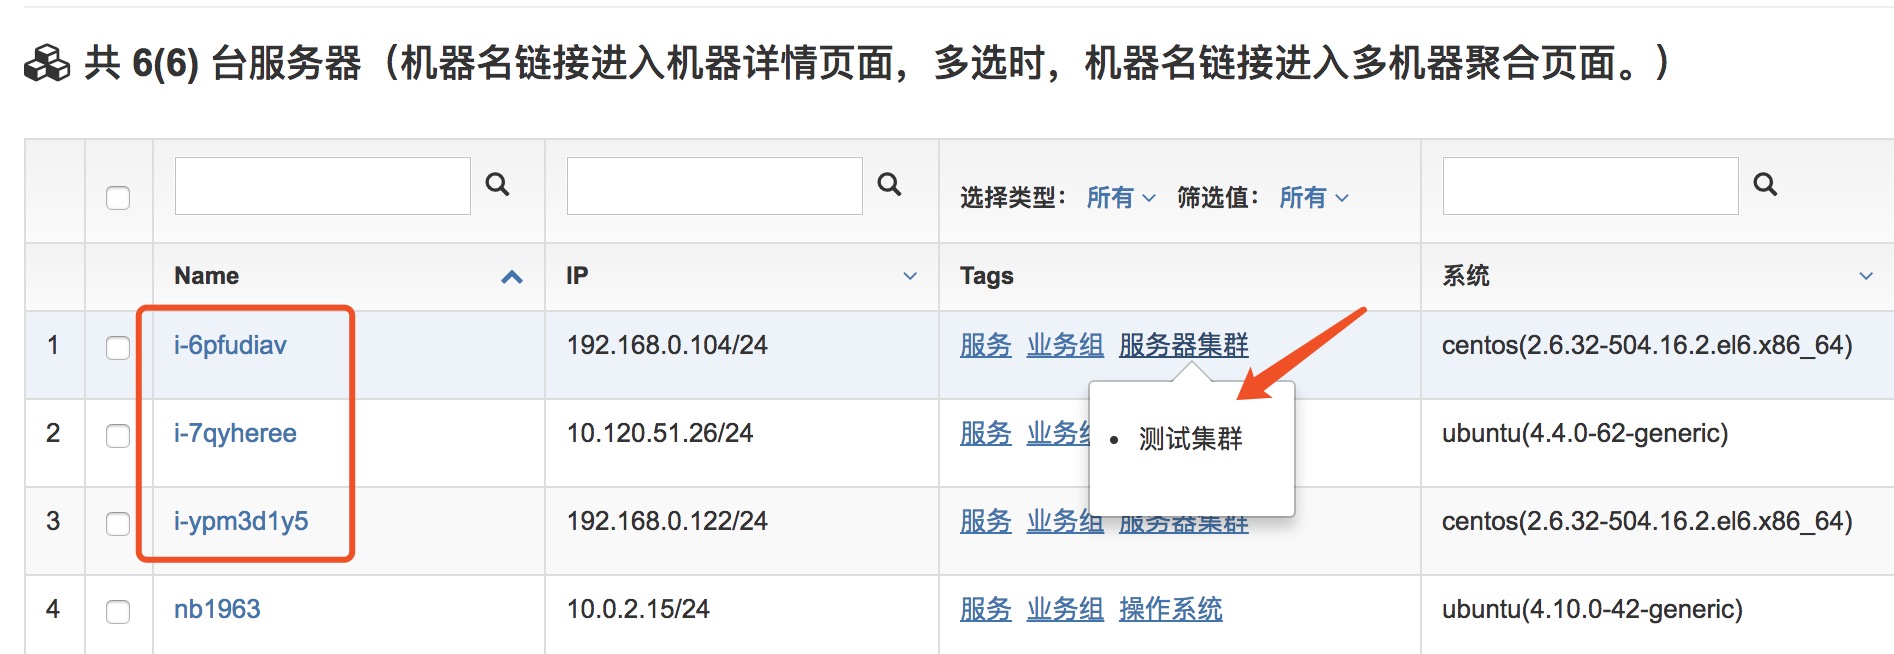 共 6(6) 台服务器（机器名链接进入机器详情页面，多选时，机器名链接进入多机器聚合页面。）
选择类型： 所有 筛选值： 所有
Name IP Tags 系统
1 i-6pfudiav 192.168.0.104/24 服务 业务组 服务器集群 centos(2.6.32-504.16.2.el6.x86_64)
2 i-7qyheree 10.120.51.26/24 服务 业务组 ubuntu(4.4.0-62-generic)
测试集群
3 i-ypm3d1y5 192.168.0.122/24 服务 业务组 服务器集群 centos(2.6.32-504.16.2.el6.x86_64)
4 nb1963 10.0.2.15/24 服务 业务组 操作系统 ubuntu(4.10.0-42-generic)